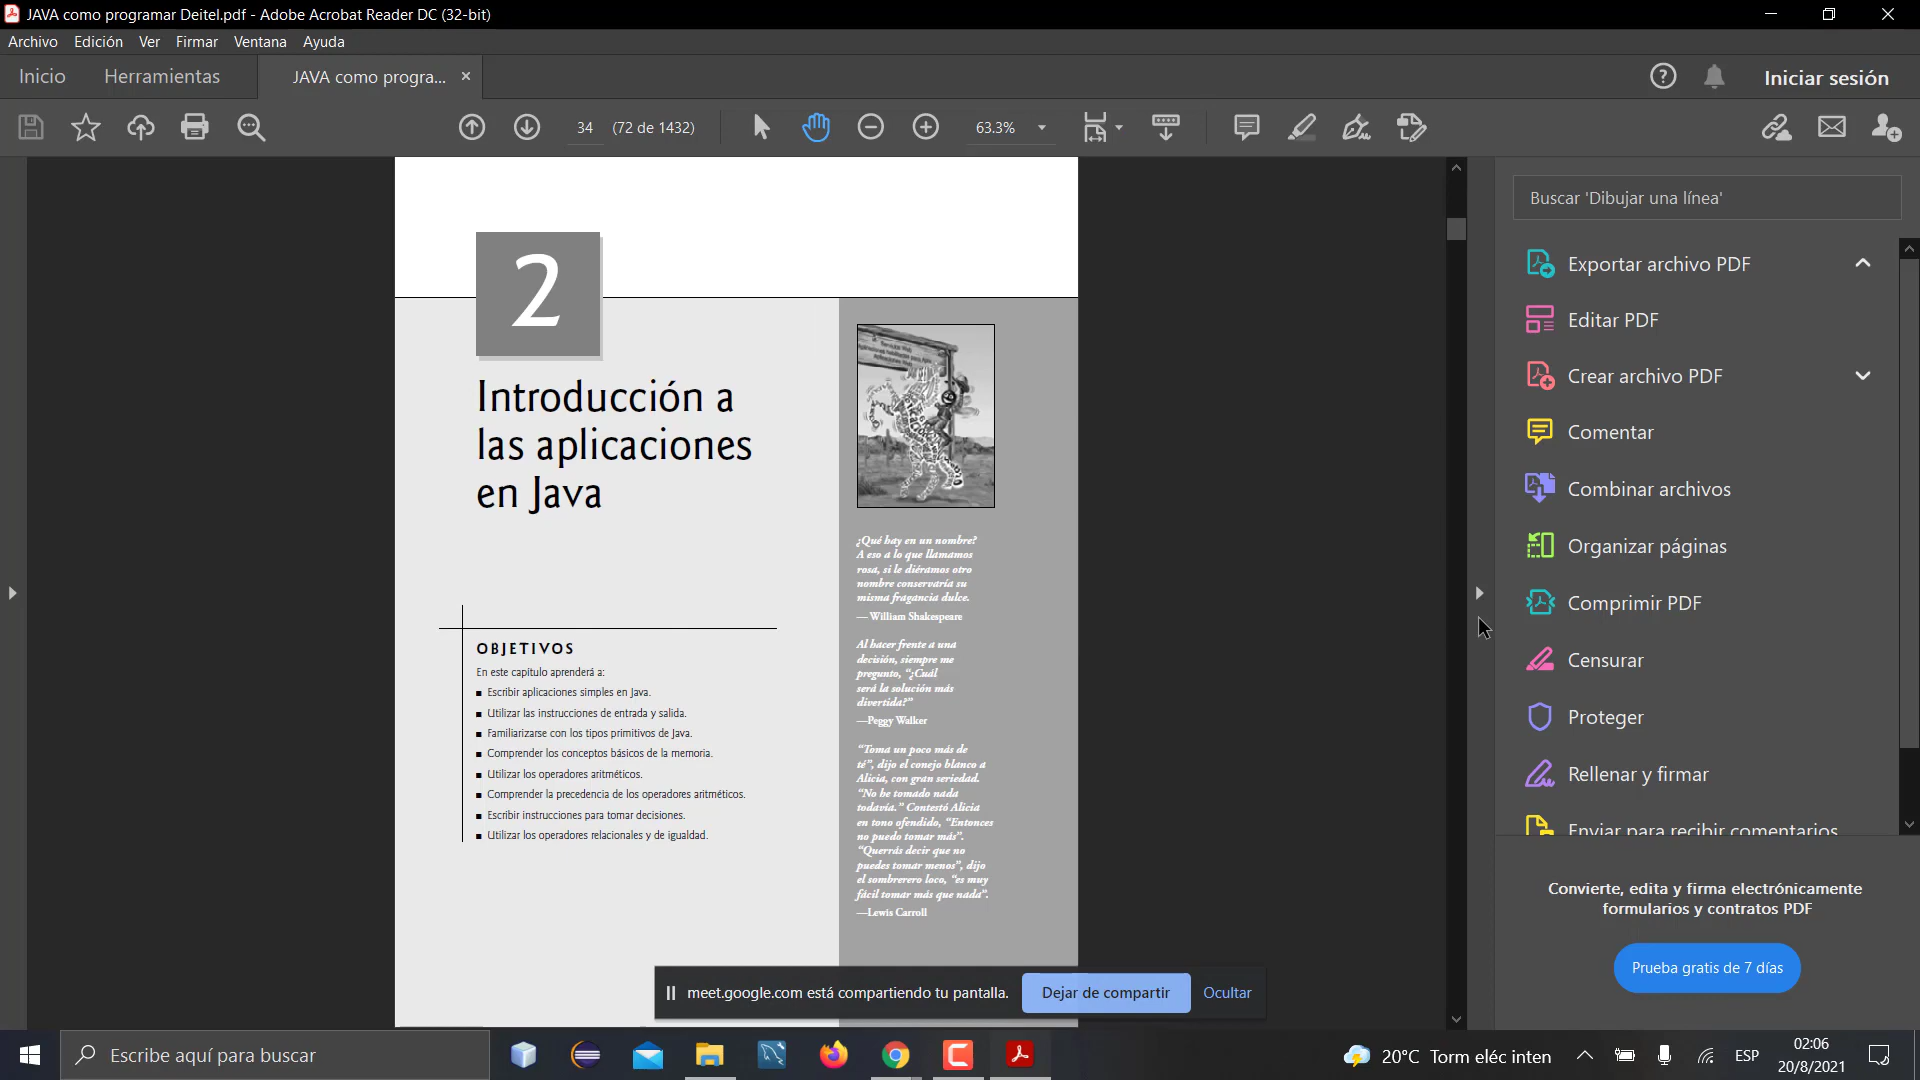 JAVA como programar Deitel.pdf - Adobe Acrobat Reader DC (32-bit)
Archivo Edición Ver Firmar Ventana Ayuda
Inicio Herramientas JAVA como progra... Iniciar sesión
34 (72 de 1432) 63.3%
2
Introducción a
las aplicaciones
en Java
OBJETIVOS
En este capítulo aprenderá a:
■ Escribir aplicaciones simples en Java.
■ Utilizar las instrucciones de entrada y salida.
■ Familiarizarse con los tipos primitivos de Java.
■ Comprender los conceptos básicos de la memoria.
■ Utilizar los operadores aritméticos.
■ Comprender la precedencia de los operadores aritméticos.
■ Escribir instrucciones para tomar decisiones.
■ Utilizar los operadores relacionales y de igualdad.
¿Qué hay en un nombre?
A eso a lo que llamamos
rosa, si le diéramos otro
nombre conservaría su
misma fragancia dulce.
— William Shakespeare
Al hacer frente a una
decisión, siempre me
pregunto, “¿Cuál
será la solución más
divertida?”
—Peggy Walker
“Toma un poco más de
té”, dijo el conejo blanco a
Alicia, con gran seriedad.
“No he tomado nada
todavía.” Contestó Alicia
en tono ofendido, “Entonces
no puedo tomar más”.
“Querrás decir que no
puedes tomar menos”, dijo
el sombrerero loco, “es muy
fácil tomar más que nada”.
—Lewis Carroll
Buscar 'Dibujar una línea'
Exportar archivo PDF
Editar PDF
Crear archivo PDF
Comentar
Combinar archivos
Organizar páginas
Comprimir PDF
Censurar
Proteger
Rellenar y firmar
Enviar para recibir comentarios
Convierte, edita y firma electrónicamente
formularios y contratos PDF
Prueba gratis de 7 días
meet.google.com está compartiendo tu pantalla. Dejar de compartir Ocultar
Escribe aquí para buscar
20°C Torm eléc inten
ESP
02:06
20/8/2021